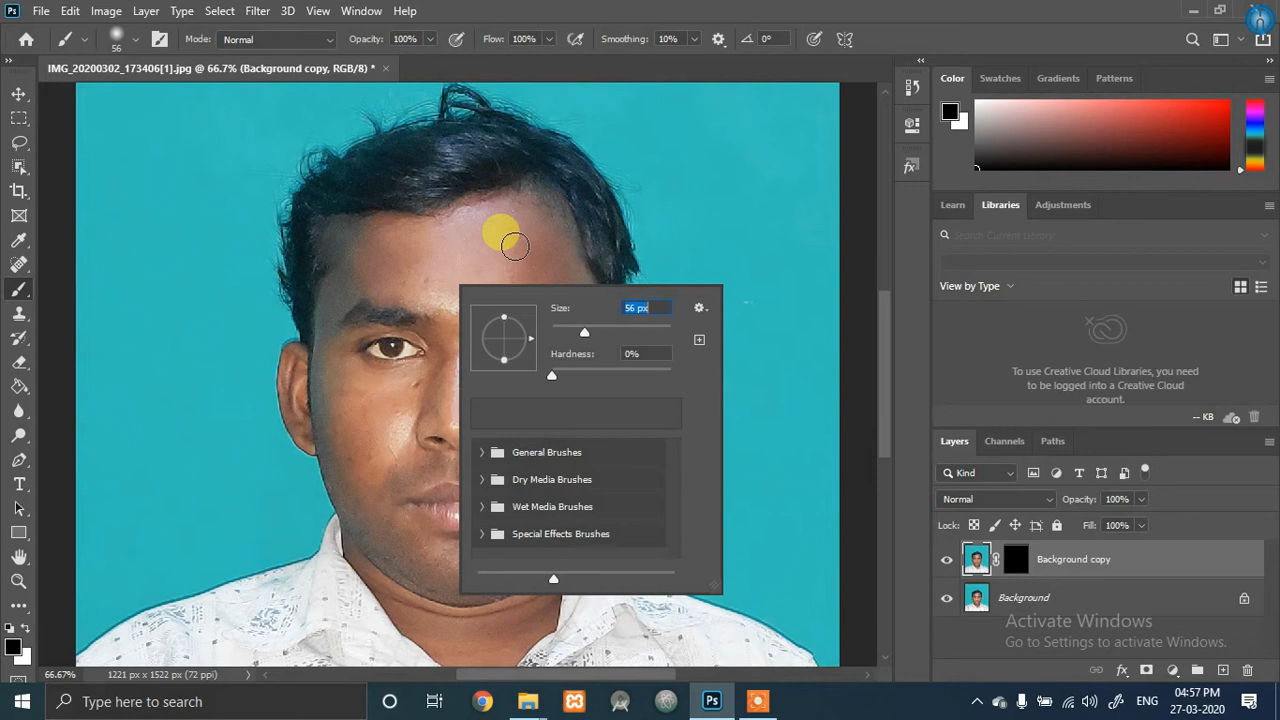 Ps File Edit Image Layer Type Select Filter 3D View Window Help
56 Mode: Normal Opacity: 100% Flow: 100% Smoothing: 10% 0°
IMG_20200302_173406[1].jpg @ 66.7% (Background copy, RGB/8) * ×
Color Swatches Gradients Patterns
Learn Libraries Adjustments
Search Current Library
View by Type
To use Creative Cloud Libraries, you need
to be logged into a Creative Cloud
account.
-- KB
Size: 56 px
Hardness: 0%
General Brushes
Dry Media Brushes
Wet Media Brushes
Special Effects Brushes
Layers Channels Paths
Kind
Normal Opacity: 100%
Lock: Fill: 100%
Background copy
Background
Activate Windows
Go to Settings to activate Windows.
66.67% 1221 px x 1522 px (72 ppi)
Type here to search
Ps
ENG
04:57 PM
27-03-2020